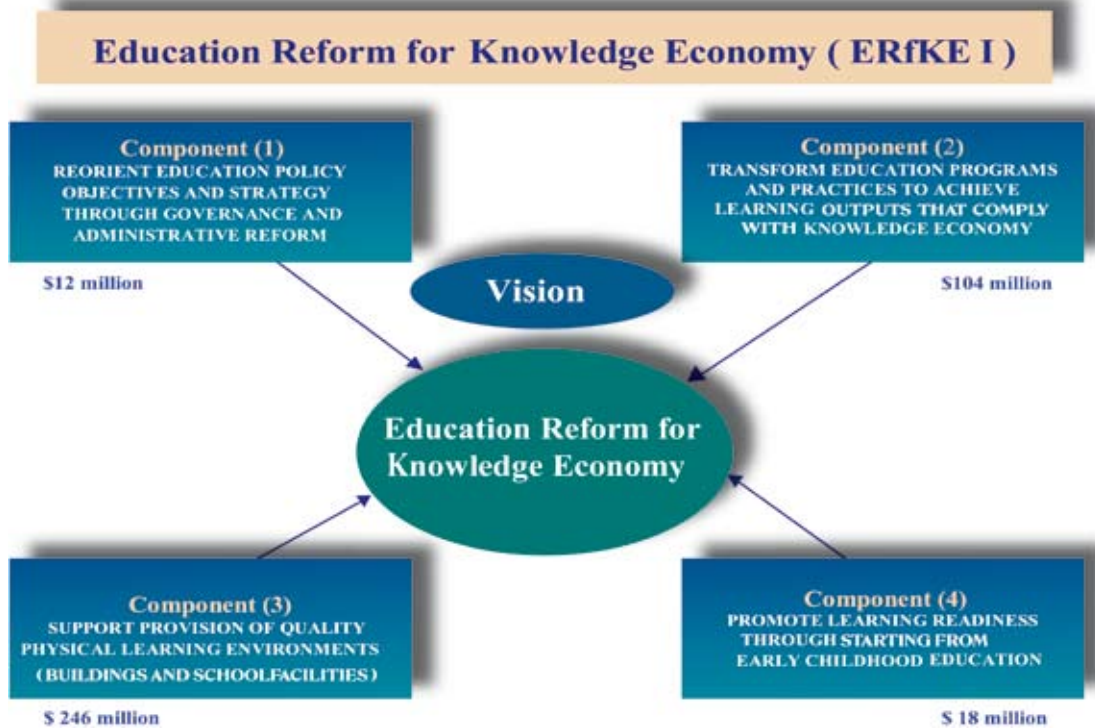 Education Reform for Knowledge Economy ( ERfKE I )
Component (1)
REORIENT EDUCATION POLICY
OBJECTIVES AND STRATEGY
THROUGH GOVERNANCE AND
ADMINISTRATIVE REFORM
$12 million
Component (2)
TRANSFORM EDUCATION PROGRAMS
AND PRACTICES TO ACHIEVE
LEARNING OUTPUTS THAT COMPLY
WITH KNOWLEDGE ECONOMY
$104 million
Vision
Education Reform for
Knowledge Economy
Component (3)
SUPPORT PROVISION OF QUALITY
PHYSICAL LEARNING ENVIRONMENTS
(BUILDINGS AND SCHOOLFACILITIES)
$ 246 million
Component (4)
PROMOTE LEARNING READINESS
THROUGH STARTING FROM
EARLY CHILDHOOD EDUCATION
$ 18 million